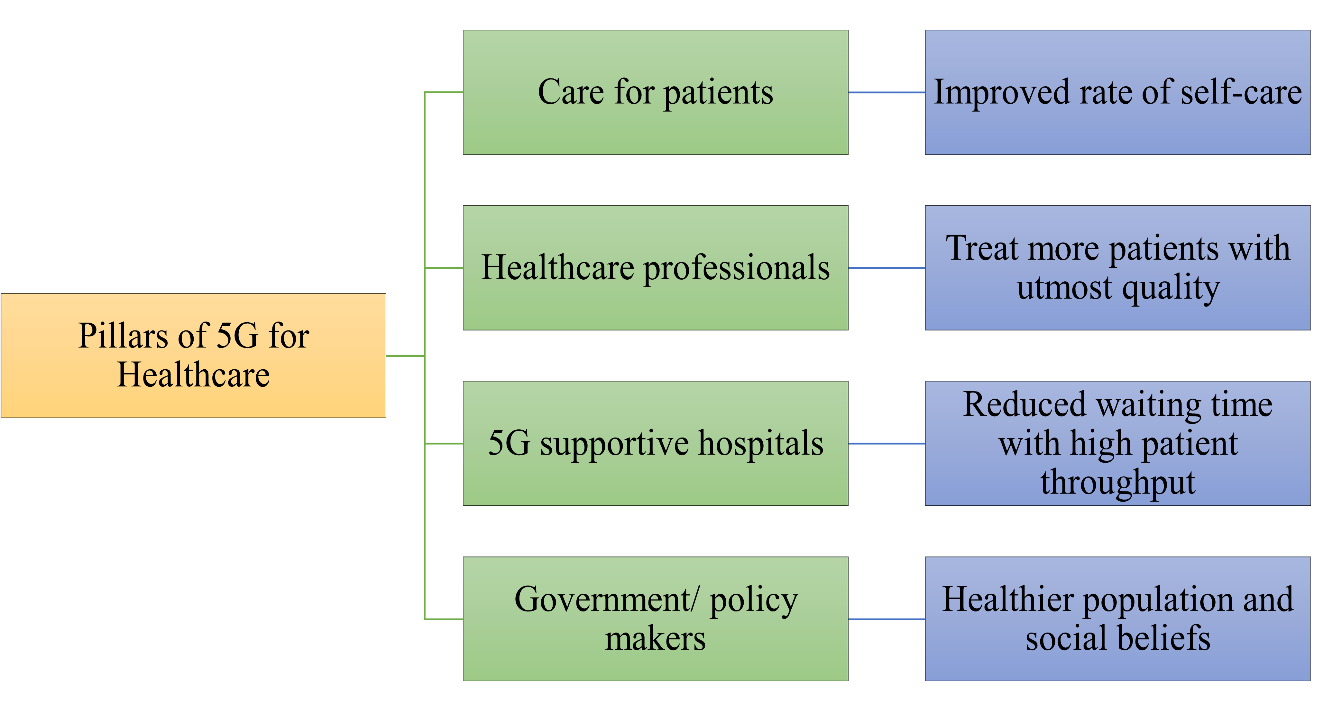 Care for patients
Improved rate of self-care
Healthcare professionals
Treat more patients with
utmost quality
Pillars of 5G for
Healthcare
5G supportive hospitals
Reduced waiting time
with high patient
throughput
Government/ policy
makers
Healthier population and
social beliefs